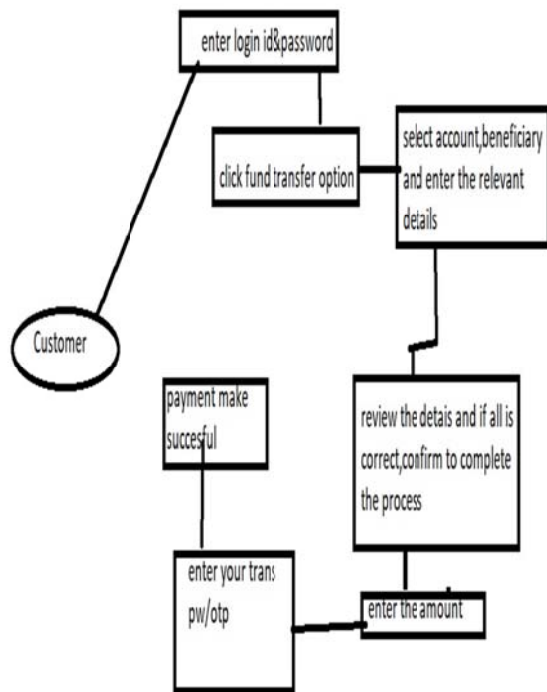 enter login id&password
click fund transfer option
select account,beneficiary
and enter the relevant
details
Customer
review the detais and if all is
correct,confirm to complete
the process
enter the amount
enter your trans
pw/otp
payment make
succesful